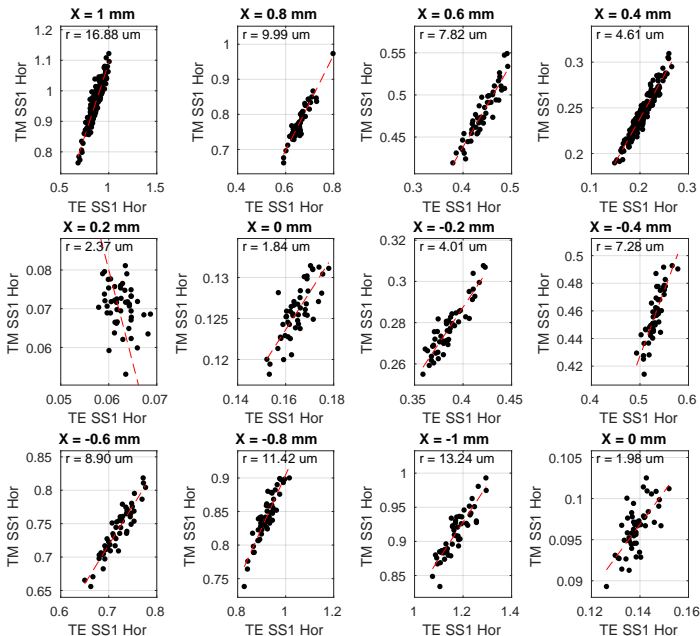 X = 1 mm
X = 0.8 mm
X = 0.6 mm
X = 0.4 mm
r = 16.88 um
r = 9.99 um
r = 7.82 um
r = 4.61 um
TM SS1 Hor
1.2
1.1
1
0.9
0.8
0.5
1
1.5
TE SS1 Hor
TM SS1 Hor
1
0.9
0.8
0.7
0.6
0.4
0.6
0.8
TE SS1 Hor
TM SS1 Hor
0.55
0.5
0.45
0.3
0.4
0.5
TE SS1 Hor
TM SS1 Hor
0.3
0.25
0.2
0.1
0.2
0.3
TE SS1 Hor
X = 0.2 mm
X = 0 mm
X = -0.2 mm
X = -0.4 mm
r = 2.37 um
r = 1.84 um
r = 4.01 um
r = 7.28 um
TM SS1 Hor
0.08
0.07
0.06
0.05
0.06
0.07
TE SS1 Hor
TM SS1 Hor
0.13
0.125
0.12
0.14
0.16
0.18
TE SS1 Hor
TM SS1 Hor
0.32
0.3
0.28
0.26
0.35
0.4
0.45
TE SS1 Hor
TM SS1 Hor
0.5
0.48
0.46
0.44
0.42
0.4
0.5
0.6
TE SS1 Hor
X = -0.6 mm
X = -0.8 mm
X = -1 mm
X = 0 mm
r = 8.90 um
r = 11.42 um
r = 13.24 um
r = 1.98 um
TM SS1 Hor
0.85
0.8
0.75
0.7
0.65
0.6
0.7
0.8
TE SS1 Hor
TM SS1 Hor
0.9
0.85
0.8
0.75
0.8
1
1.2
TE SS1 Hor
TM SS1 Hor
1
0.95
0.9
0.85
1
1.2
1.4
TE SS1 Hor
TM SS1 Hor
0.1
0.095
0.09
0.12
0.14
0.16
TE SS1 Hor